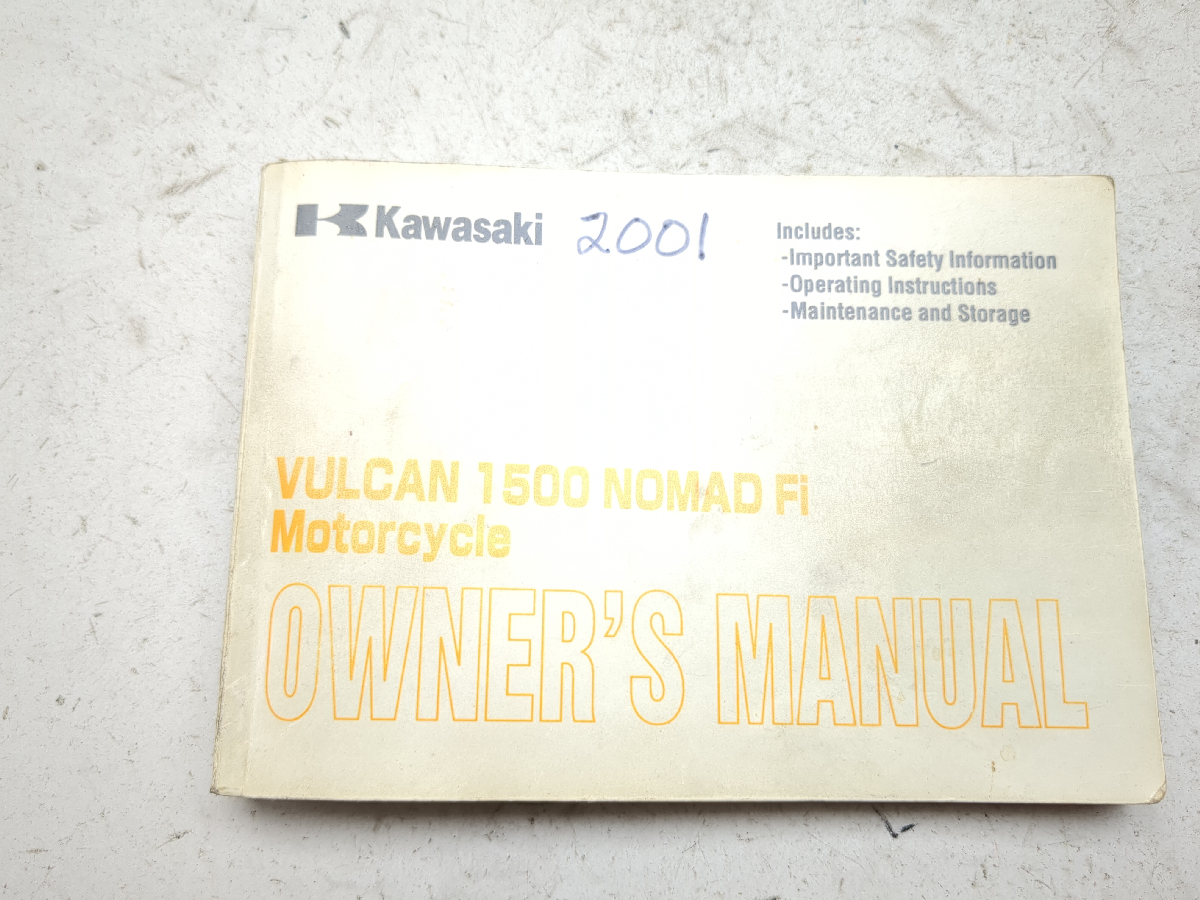 Kawasaki 2001
Includes:
-Important Safety Information
-Operating Instructions
-Maintenance and Storage
VULCAN 1500 NOMAD Fi
Motorcycle
OWNER'S MANUAL